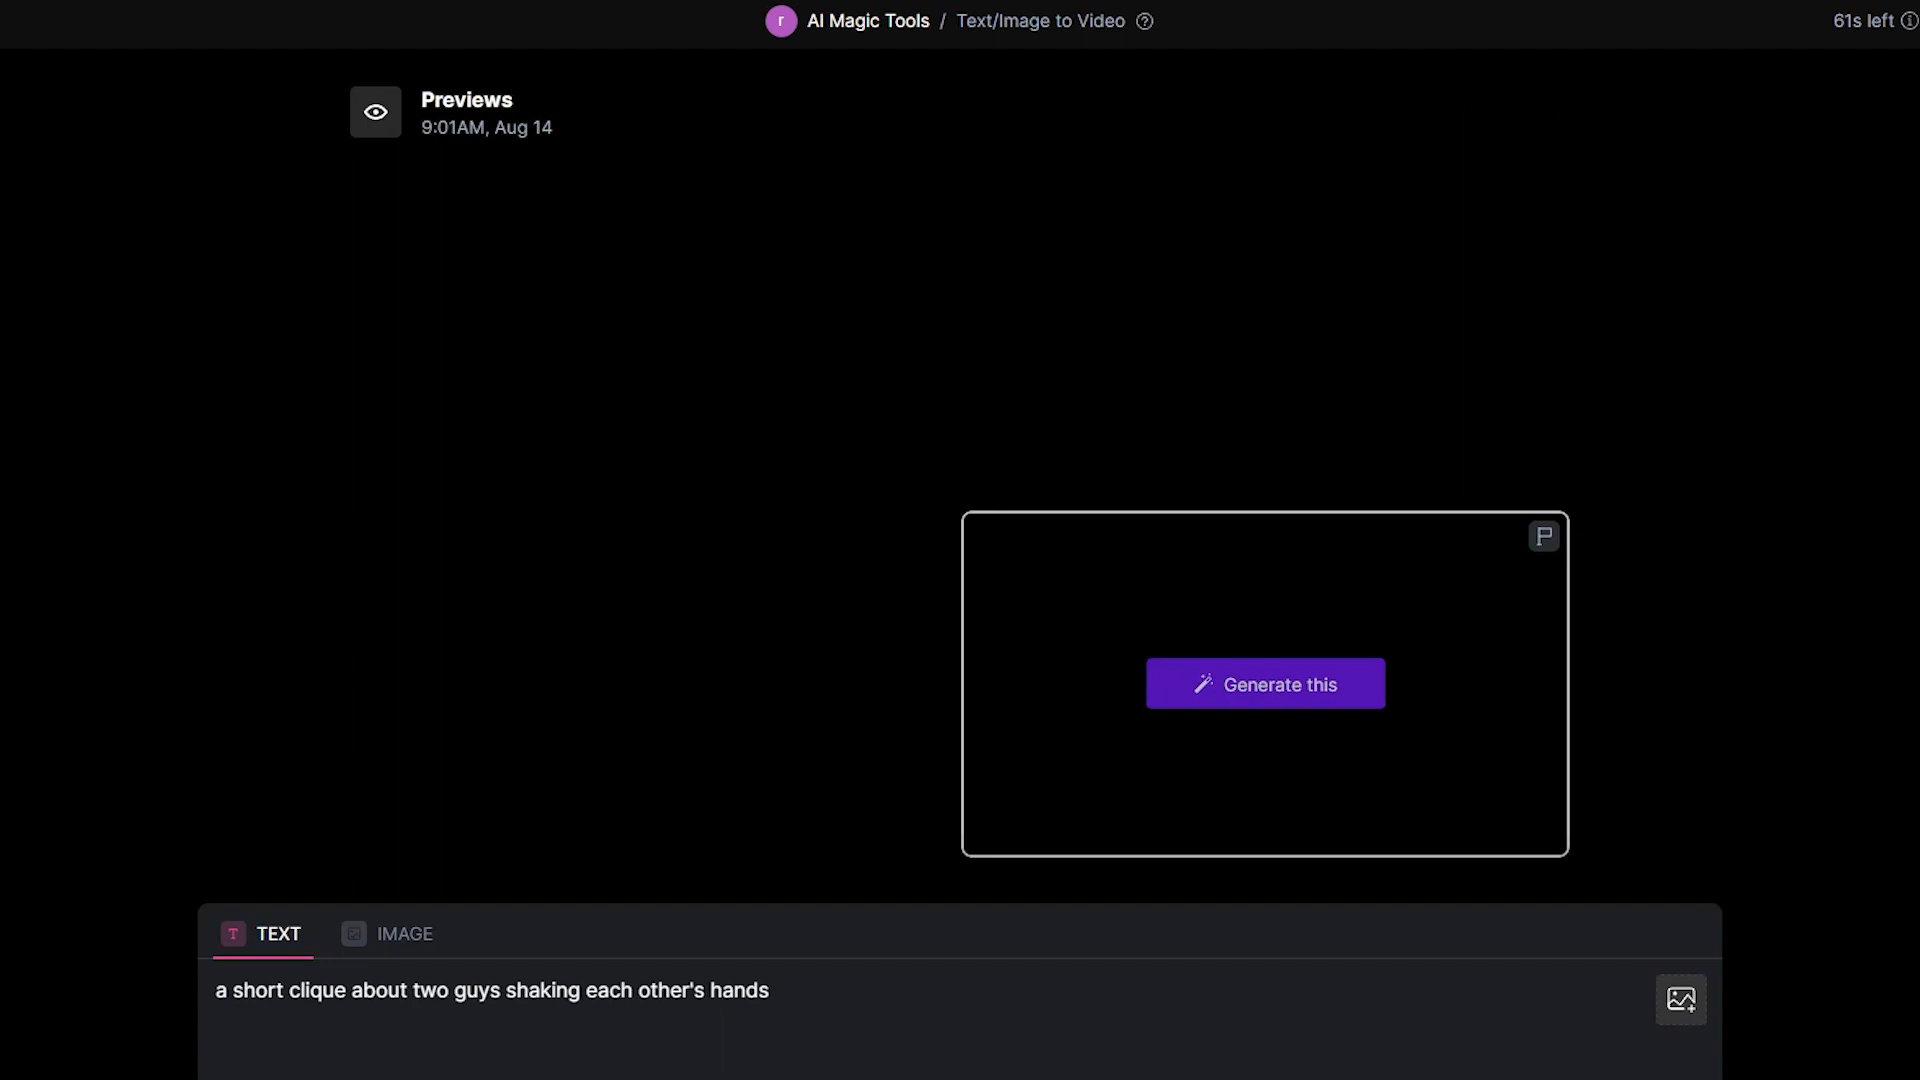 r AI Magic Tools / Text/Image to Video
61s left
Previews
9:01AM, Aug 14
Generate this
T TEXT IMAGE
a short clique about two guys shaking each other's hands